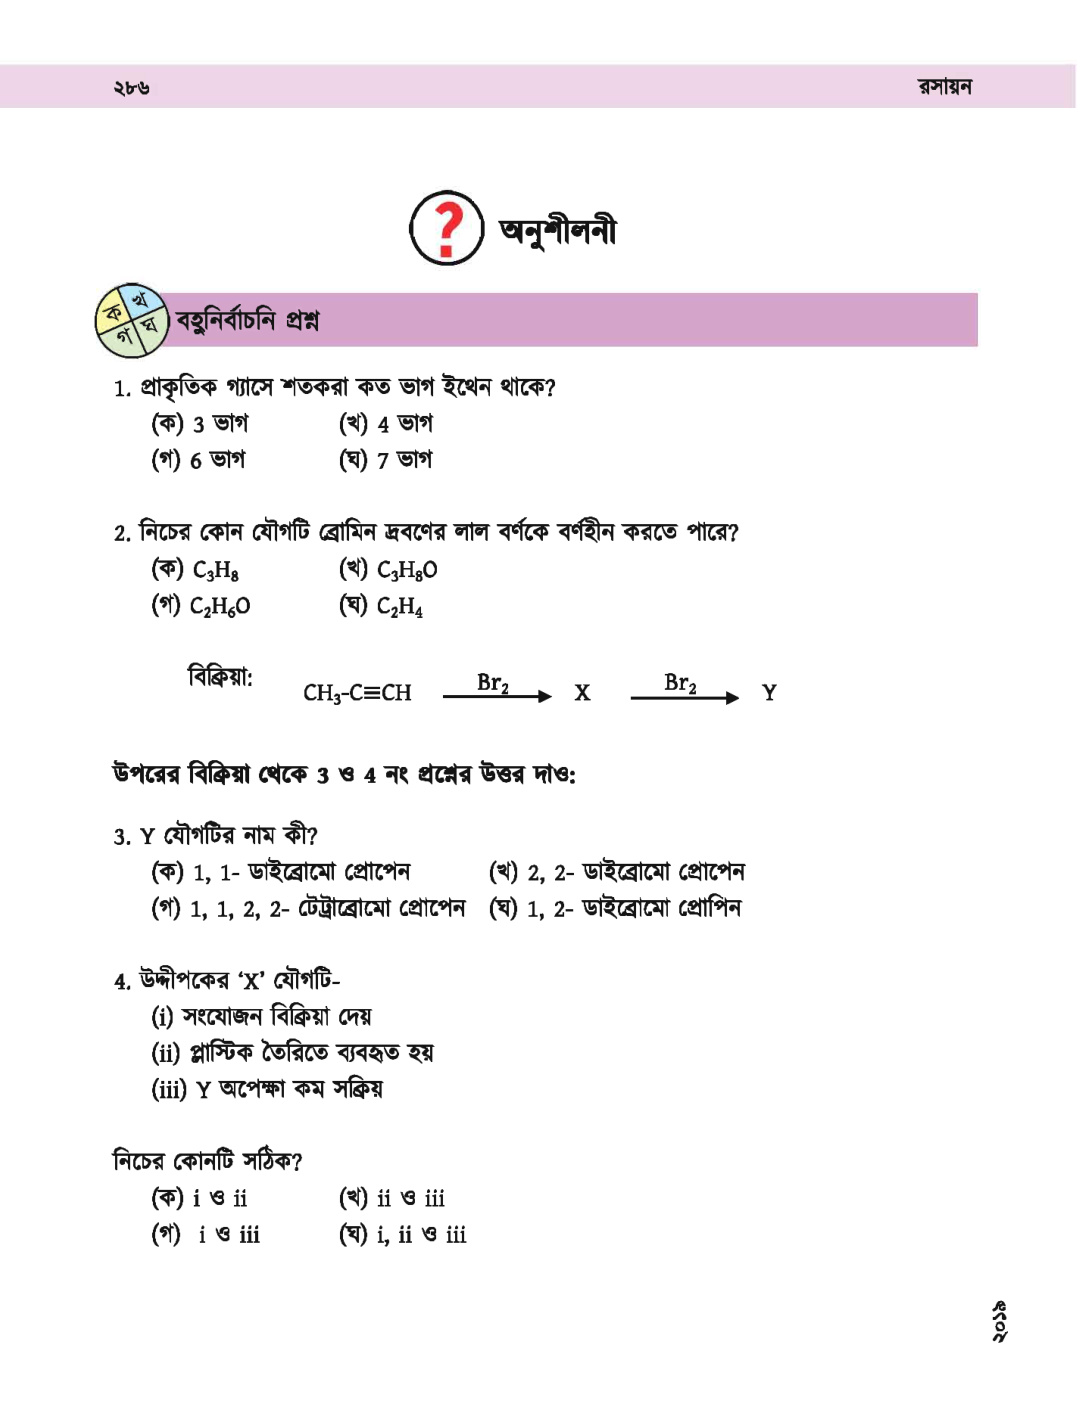 ২৮৬ রসায়ন
? অনুশীলনী
ক খ গ ঘ বহুনির্বাচনি প্রশ্ন
1. প্রাকৃতিক গ্যাসে শতকরা কত ভাগ ইথেন থাকে?
(ক) 3 ভাগ (খ) 4 ভাগ
(গ) 6 ভাগ (ঘ) 7 ভাগ
2. নিচের কোন যৌগটি ব্রোমিন দ্রবণের লাল বর্ণকে বর্ণহীন করতে পারে?
(ক) C₃H₈ (খ) C₃H₈O
(গ) C₂H₆O (ঘ) C₂H₄
বিক্রিয়া:
CH₃-C≡CH Br₂ X Br₂ Y
উপরের বিক্রিয়া থেকে 3 ও 4 নং প্রশ্নের উত্তর দাও:
3. Y যৌগটির নাম কী?
(ক) 1, 1- ডাইব্রোমো প্রোপেন (খ) 2, 2- ডাইব্রোমো প্রোপেন
(গ) 1, 1, 2, 2- টেট্রাব্রোমো প্রোপেন (ঘ) 1, 2- ডাইব্রোমো প্রোপিন
4. উদ্দীপকের ‘X’ যৌগটি-
(i) সংযোজন বিক্রিয়া দেয়
(ii) প্লাস্টিক তৈরিতে ব্যবহৃত হয়
(iii) Y অপেক্ষা কম সক্রিয়
নিচের কোনটি সঠিক?
(ক) i ও ii (খ) ii ও iii
(গ) i ও iii (ঘ) i, ii ও iii
২০১৯